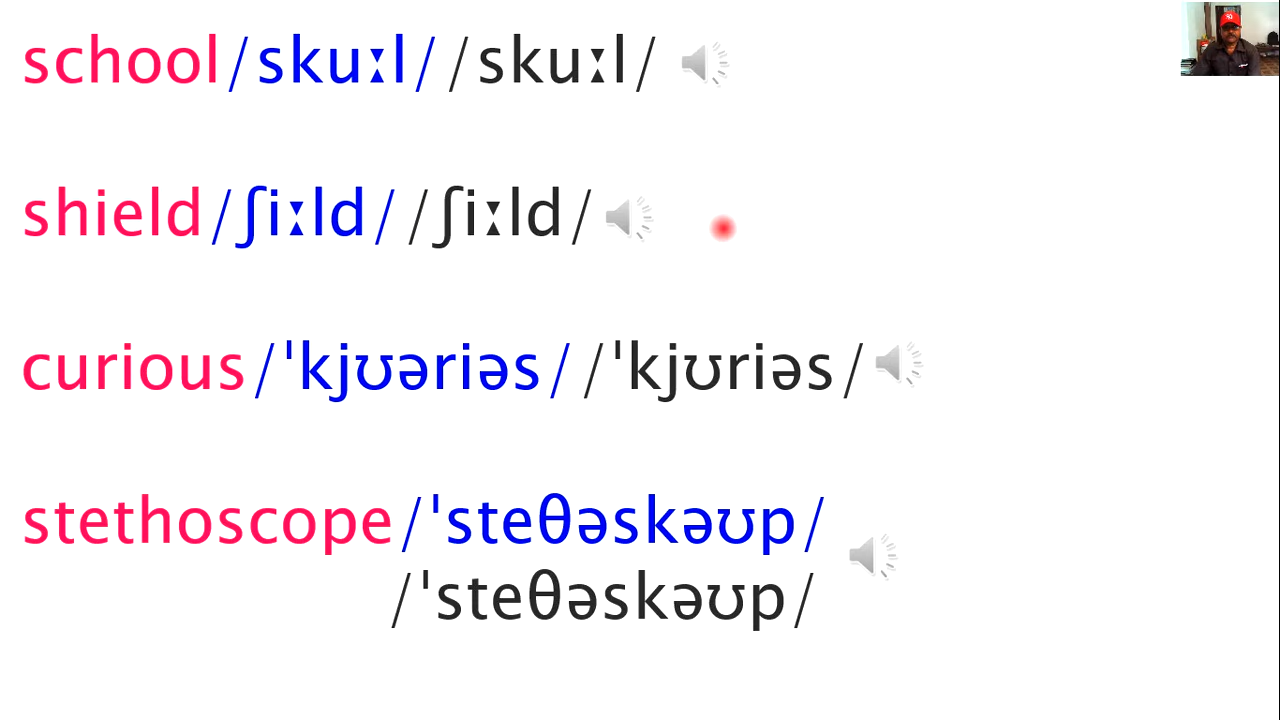 school/skuːl/ /skuːl/
shield/ʃiːld/ /ʃiːld/
curious/ˈkjʊəriəs/ /ˈkjʊriəs/
stethoscope/ˈsteθəskəʊp/
/ˈsteθəskəʊp/